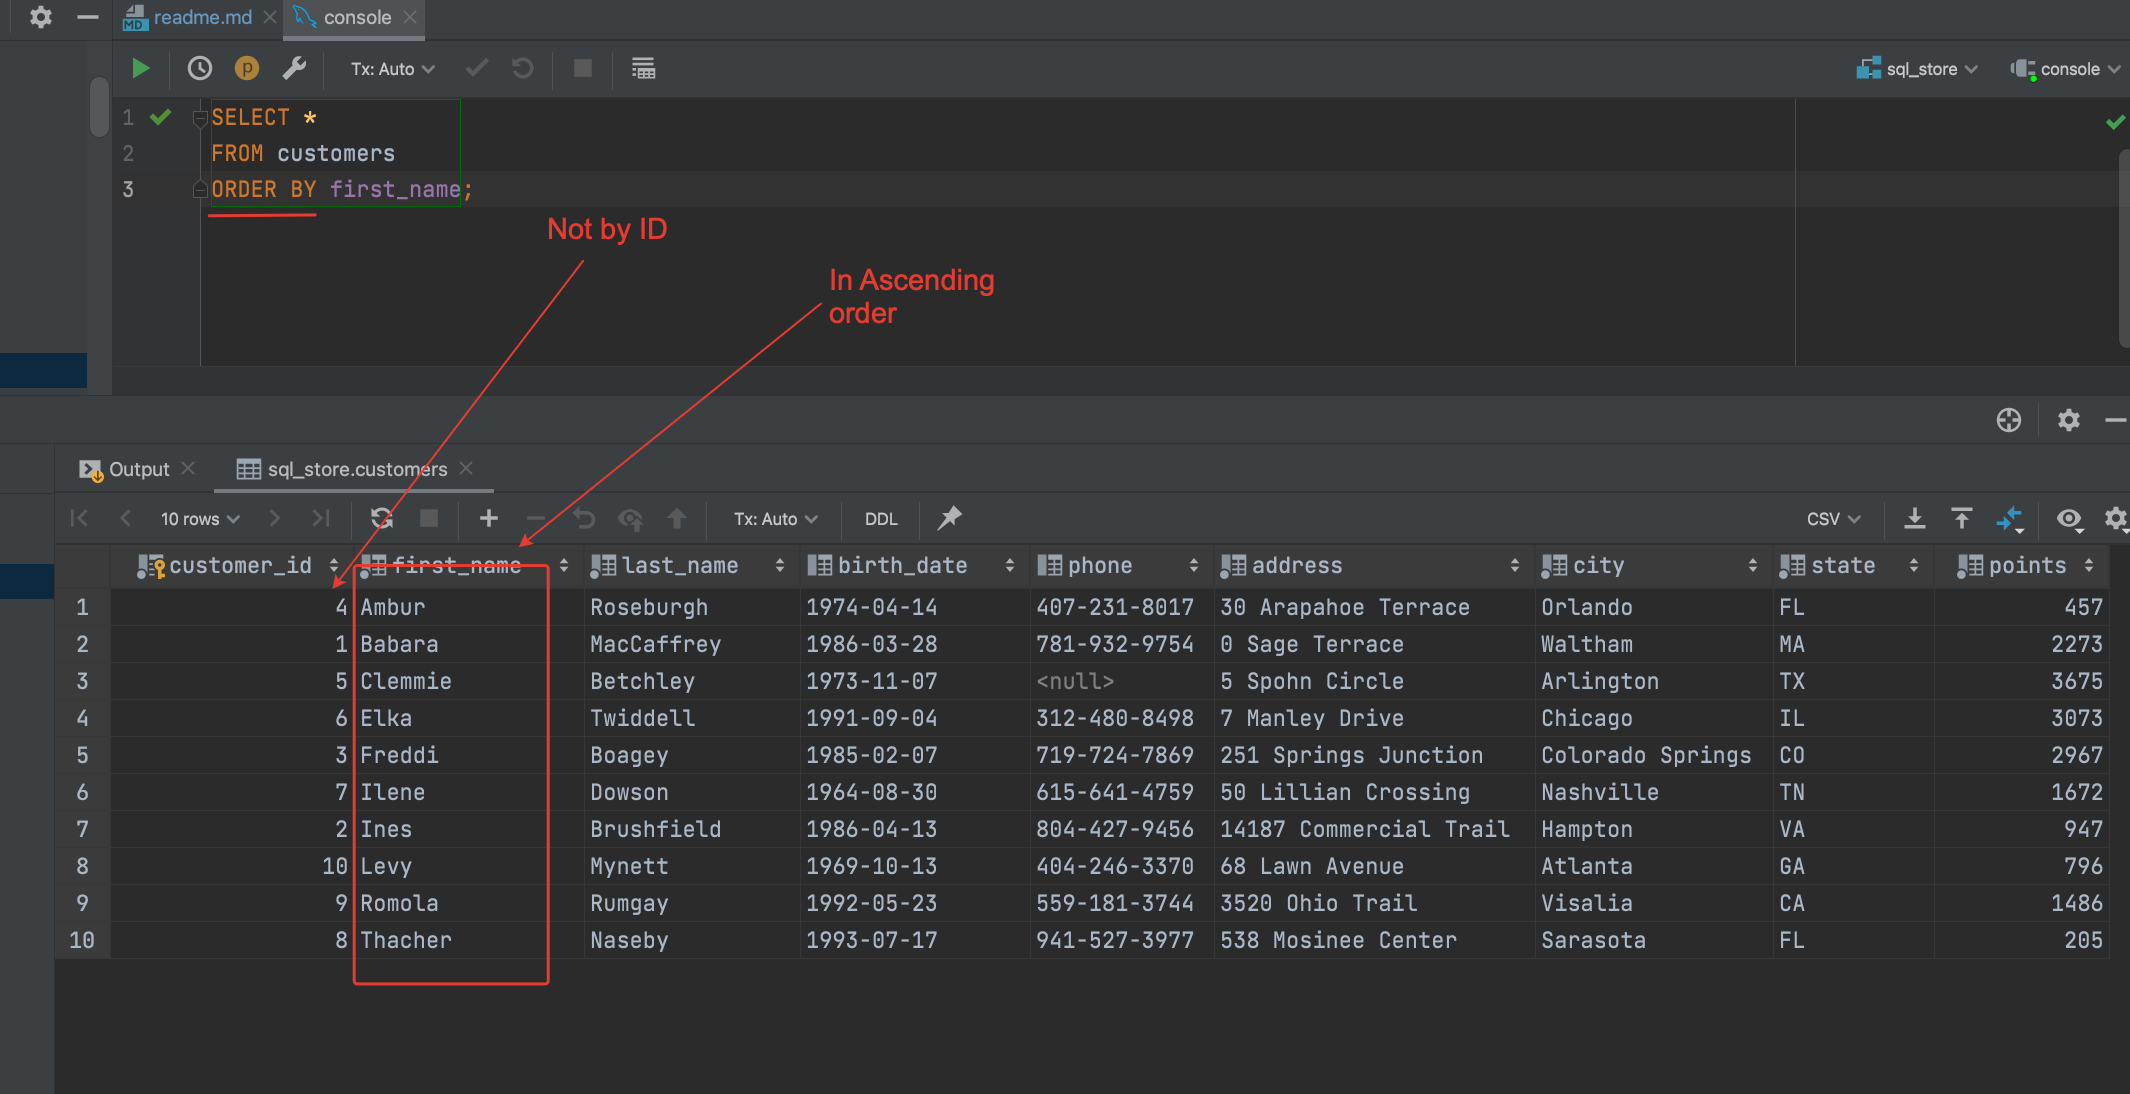 readme.md console
Tx: Auto sql_store console
1 SELECT *
2 FROM customers
3 ORDER BY first_name;
Not by ID
In Ascending
order
Output sql_store.customers
10 rows Tx: Auto DDL CSV
customer_id first_name last_name birth_date phone address city state points
1 4 Ambur Roseburgh 1974-04-14 407-231-8017 30 Arapahoe Terrace Orlando FL 457
2 1 Babara MacCaffrey 1986-03-28 781-932-9754 0 Sage Terrace Waltham MA 2273
3 5 Clemmie Betchley 1973-11-07 <null> 5 Spohn Circle Arlington TX 3675
4 6 Elka Twiddell 1991-09-04 312-480-8498 7 Manley Drive Chicago IL 3073
5 3 Freddi Boagey 1985-02-07 719-724-7869 251 Springs Junction Colorado Springs CO 2967
6 7 Ilene Dowson 1964-08-30 615-641-4759 50 Lillian Crossing Nashville TN 1672
7 2 Ines Brushfield 1986-04-13 804-427-9456 14187 Commercial Trail Hampton VA 947
8 10 Levy Mynett 1969-10-13 404-246-3370 68 Lawn Avenue Atlanta GA 796
9 9 Romola Rumgay 1992-05-23 559-181-3744 3520 Ohio Trail Visalia CA 1486
10 8 Thacher Naseby 1993-07-17 941-527-3977 538 Mosinee Center Sarasota FL 205